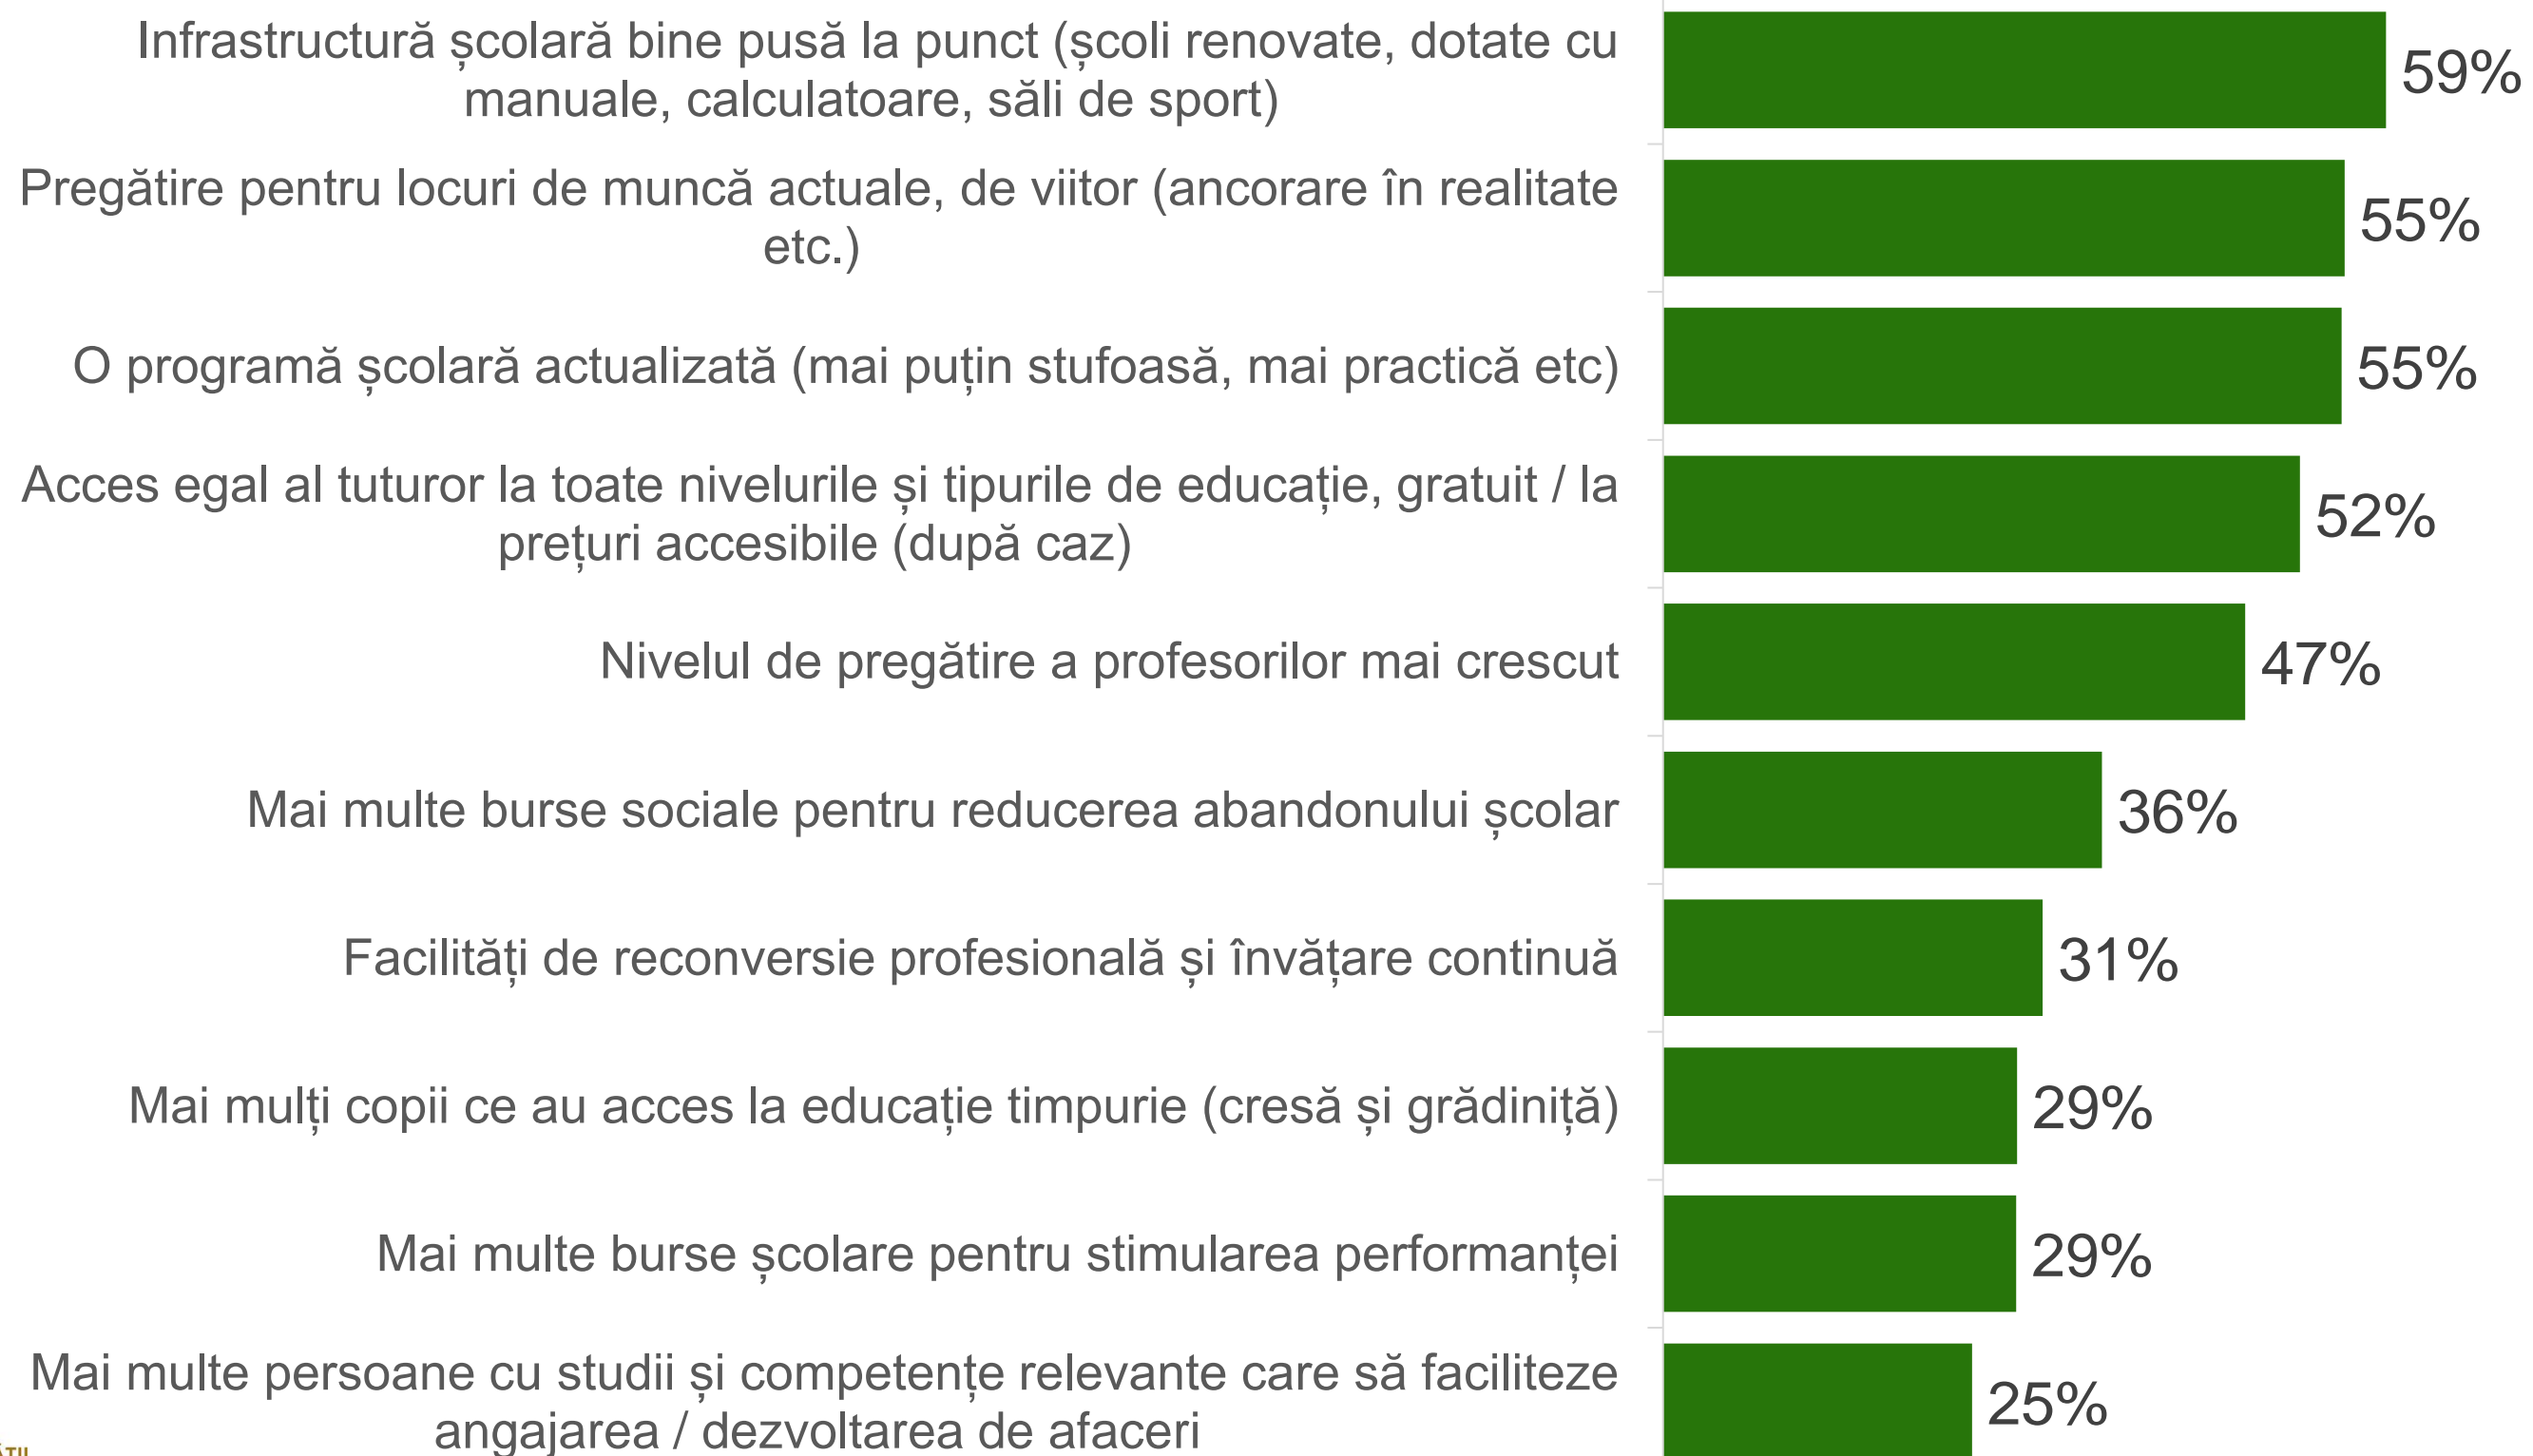 Infrastructură școlară bine pusă la punct (școli renovate, dotate cu
manuale, calculatoare, săli de sport)
59%
Pregătire pentru locuri de muncă actuale, de viitor (ancorare în realitate
etc.)
55%
O programă școlară actualizată (mai puțin stufoasă, mai practică etc)
55%
Acces egal al tuturor la toate nivelurile și tipurile de educație, gratuit / la
prețuri accesibile (după caz)
52%
Nivelul de pregătire a profesorilor mai crescut
47%
Mai multe burse sociale pentru reducerea abandonului școlar
36%
Facilități de reconversie profesională și învățare continuă
31%
Mai mulți copii ce au acces la educație timpurie (cresă și grădiniță)
29%
Mai multe burse școlare pentru stimularea performanței
29%
Mai multe persoane cu studii și competențe relevante care să faciliteze
angajarea / dezvoltarea de afaceri
25%